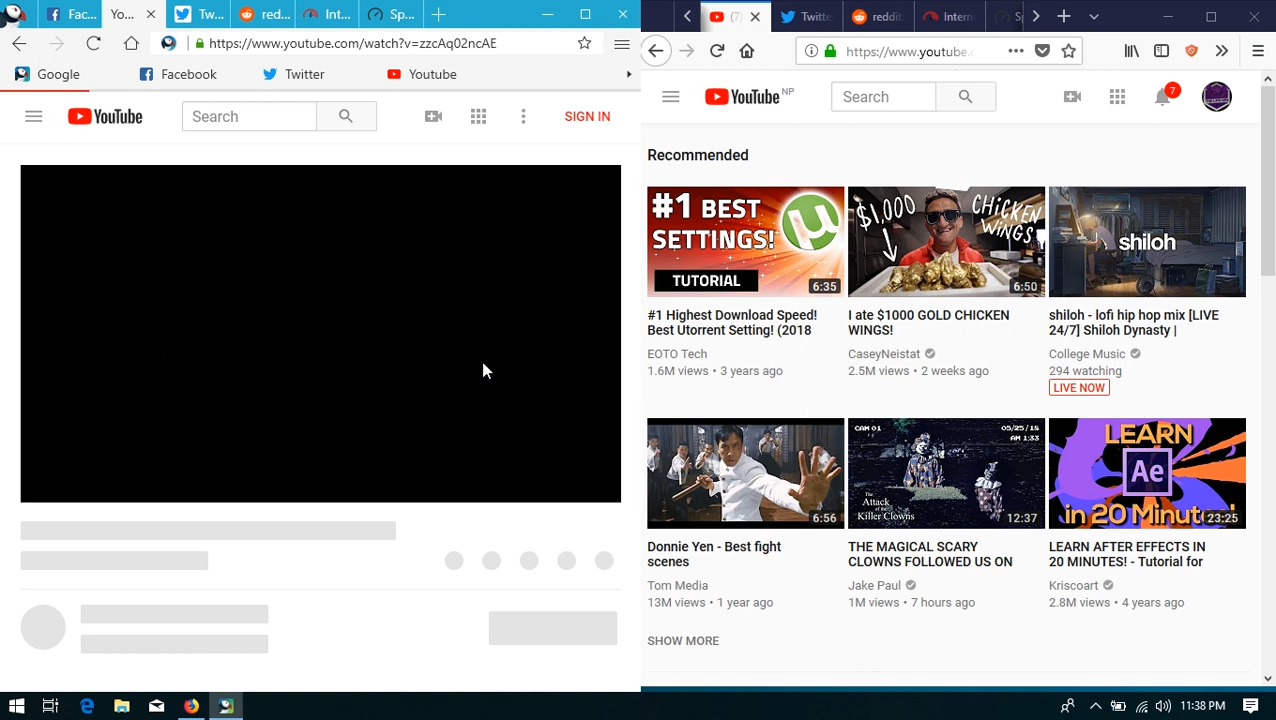 Fac
Yo
Tw
red
Int
Sp
https://www.youtube.com/watch?v=zzcAq02ncAE
Google
Facebook
Twitter
Youtube
YouTube
Search
SIGN IN
(7)
Twitte
reddit
Intern
Sp
https://www.youtube.c
YouTube NP
Search
7
Recommended
#1 BEST
SETTINGS!
TUTORIAL
6:35
#1 Highest Download Speed!
Best Utorrent Setting! (2018
EOTO Tech
1.6M views • 3 years ago
$1,000
CHICKEN
WINGS
6:50
I ate $1000 GOLD CHICKEN
WINGS!
CaseyNeistat
2.5M views • 2 weeks ago
shiloh
shiloh - lofi hip hop mix [LIVE
24/7] Shiloh Dynasty |
College Music
294 watching
LIVE NOW
6:56
Donnie Yen - Best fight
scenes
Tom Media
13M views • 1 year ago
CAM 01
05/25/18
AM 1:33
The
Attack
of the
Killer Clowns
12:37
THE MAGICAL SCARY
CLOWNS FOLLOWED US ON
Jake Paul
1M views • 7 hours ago
LEARN
Ae
in 20 Minute
23:25
LEARN AFTER EFFECTS IN
20 MINUTES! - Tutorial for
Kriscoart
2.8M views • 4 years ago
SHOW MORE
11:38 PM